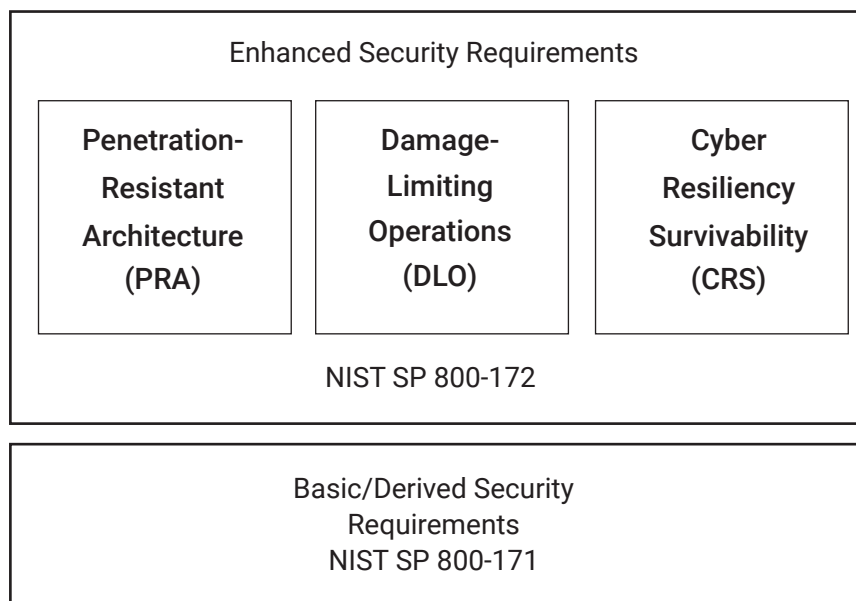 Enhanced Security Requirements
Penetration-
Resistant
Architecture
(PRA)
Damage-
Limiting
Operations
(DLO)
Cyber
Resiliency
Survivability
(CRS)
NIST SP 800-172
Basic/Derived Security
Requirements
NIST SP 800-171